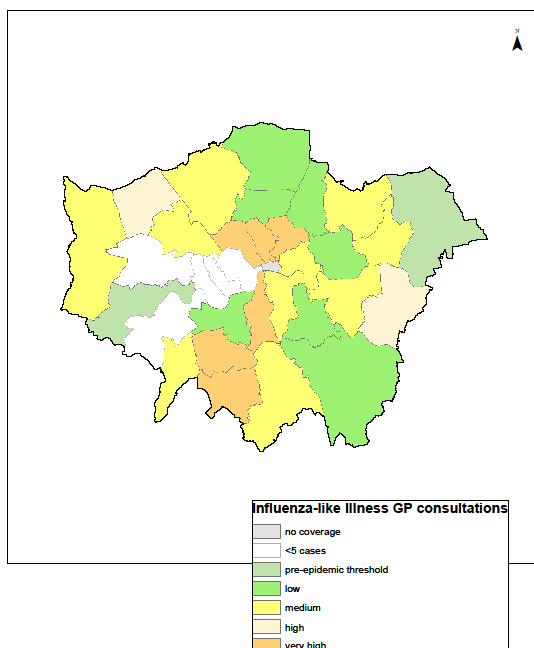 N
Influenza-like Illness GP consultations
no coverage
<5 cases
pre-epidemic threshold
low
medium
high
very high